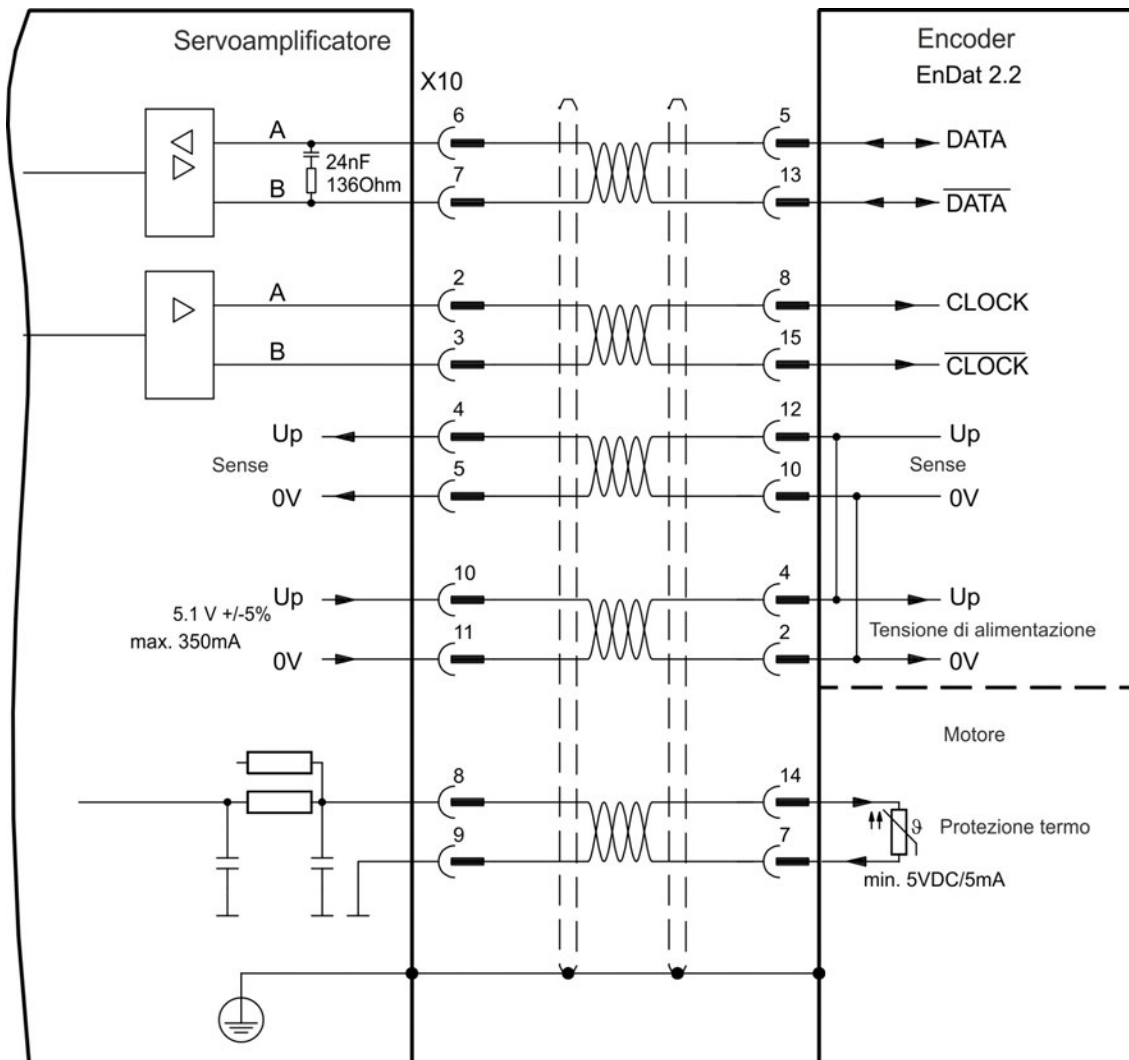 Servoamplificatore
Encoder
EnDat 2.2
X10
A
6
5
DATA
24nF
136Ohm
B
7
13
DATA
A
2
8
CLOCK
B
3
15
CLOCK
Up
4
12
Up
Sense
Sense
0V
5
10
0V
Up
10
4
Up
5.1 V +/-5%
max. 350mA
Tensione di alimentazione
0V
11
2
0V
Motore
8
14
ϑ
Protezione termo
9
7
min. 5VDC/5mA